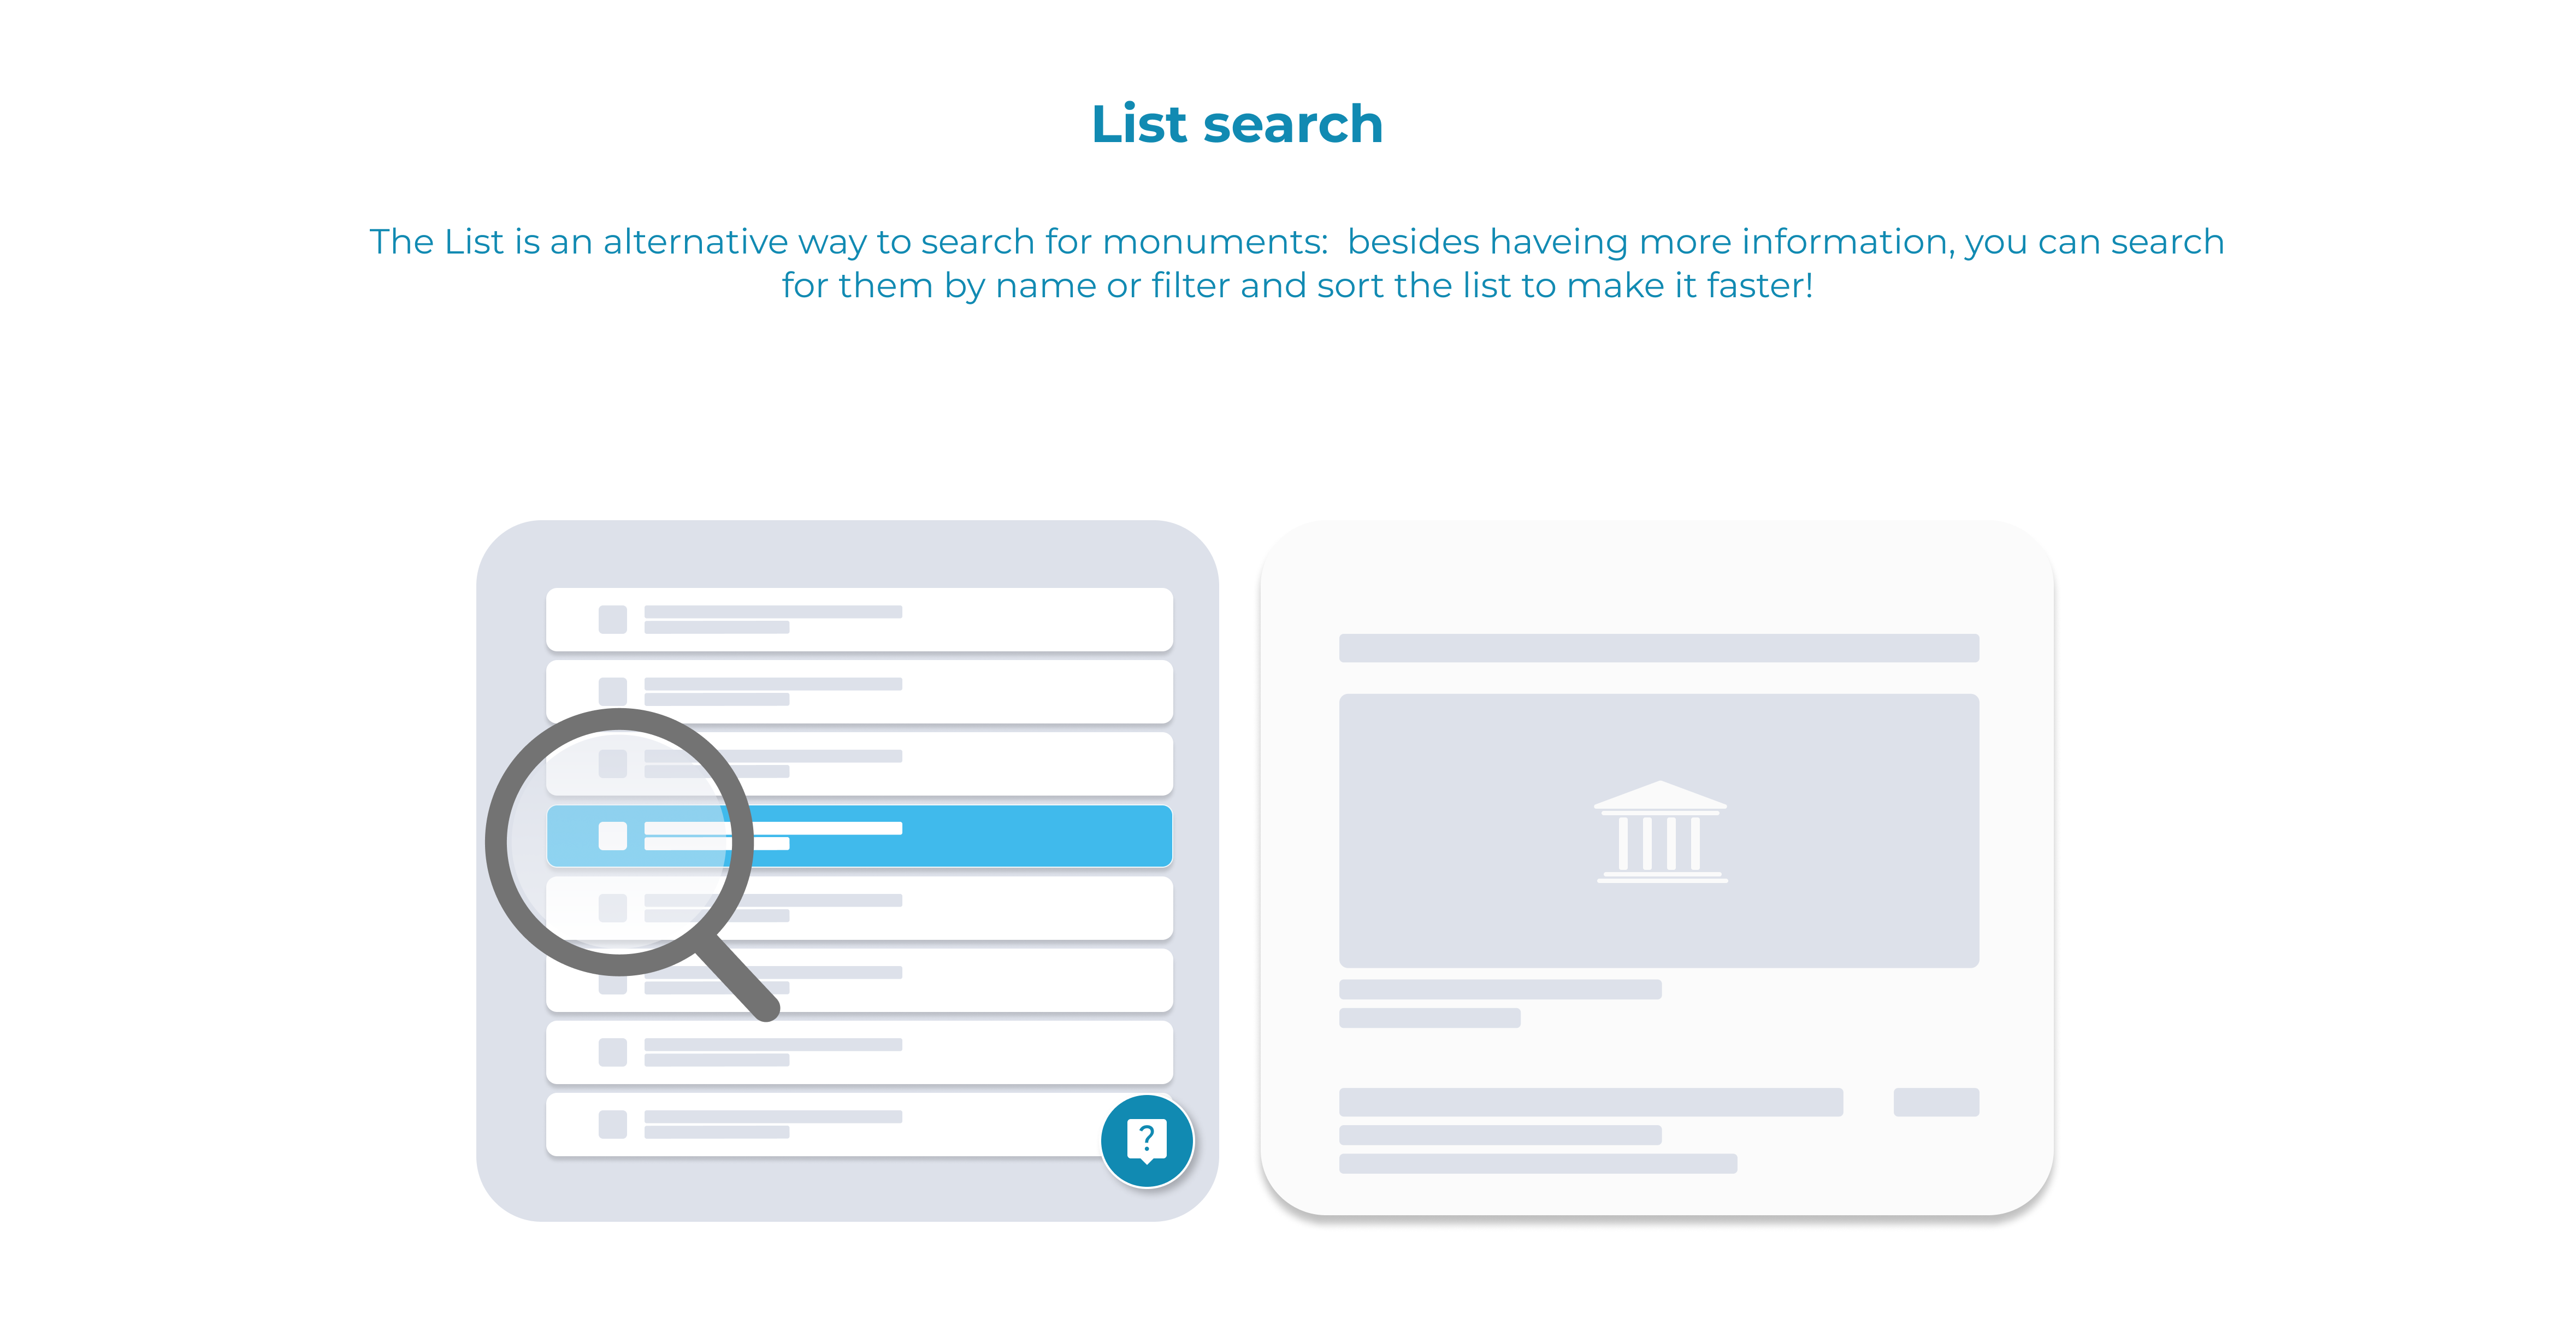 List search
The List is an alternative way to search for monuments:  besides haveing more information, you can search
for them by name or filter and sort the list to make it faster!
?